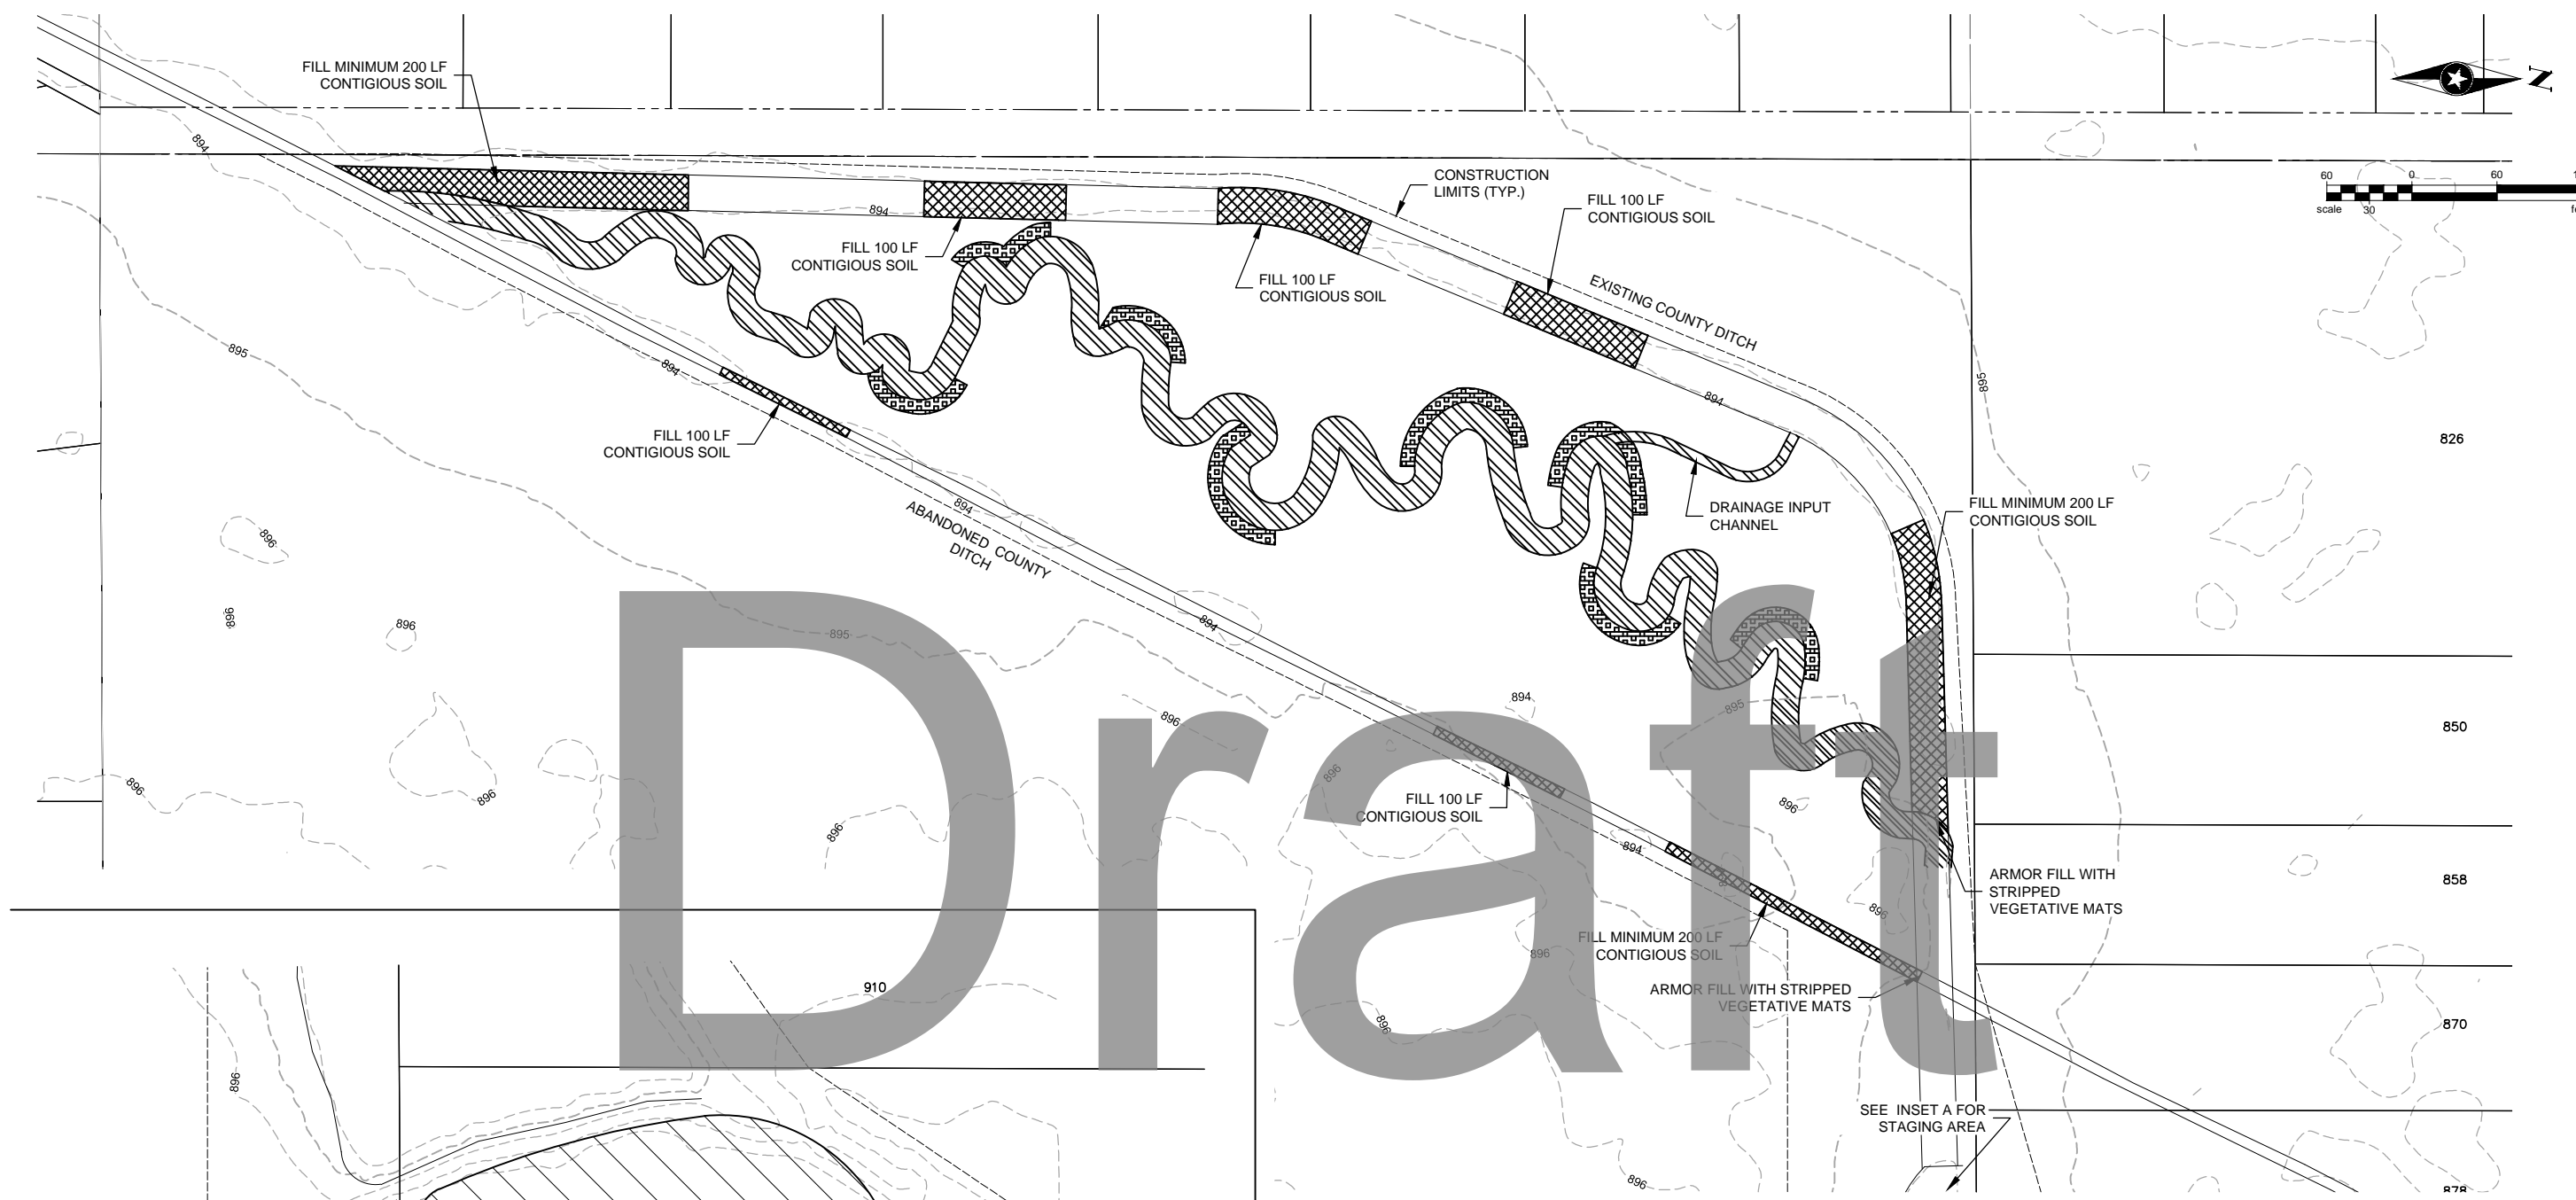 FILL MINIMUM 200 LF
CONTIGIOUS SOIL
N
60
0
60
scale
30
894
894
CONSTRUCTION
LIMITS (TYP.)
FILL 100 LF
CONTIGIOUS SOIL
FILL 100 LF
CONTIGIOUS SOIL
FILL 100 LF
CONTIGIOUS SOIL
EXISTING COUNTY DITCH
895
894
894
895
826
FILL 100 LF
CONTIGIOUS SOIL
DRAINAGE INPUT
CHANNEL
FILL MINIMUM 200 LF
CONTIGIOUS SOIL
894
ABANDONED COUNTY
DITCH
896
896
896
895
894
894
895
896
850
896
896
896
896
896
FILL 100 LF
CONTIGIOUS SOIL
894
ARMOR FILL WITH
STRIPPED
VEGETATIVE MATS
858
896
FILL MINIMUM 200 LF
CONTIGIOUS SOIL
896
910
ARMOR FILL WITH STRIPPED
VEGETATIVE MATS
896
870
896
SEE INSET A FOR
STAGING AREA
896
878
Draft